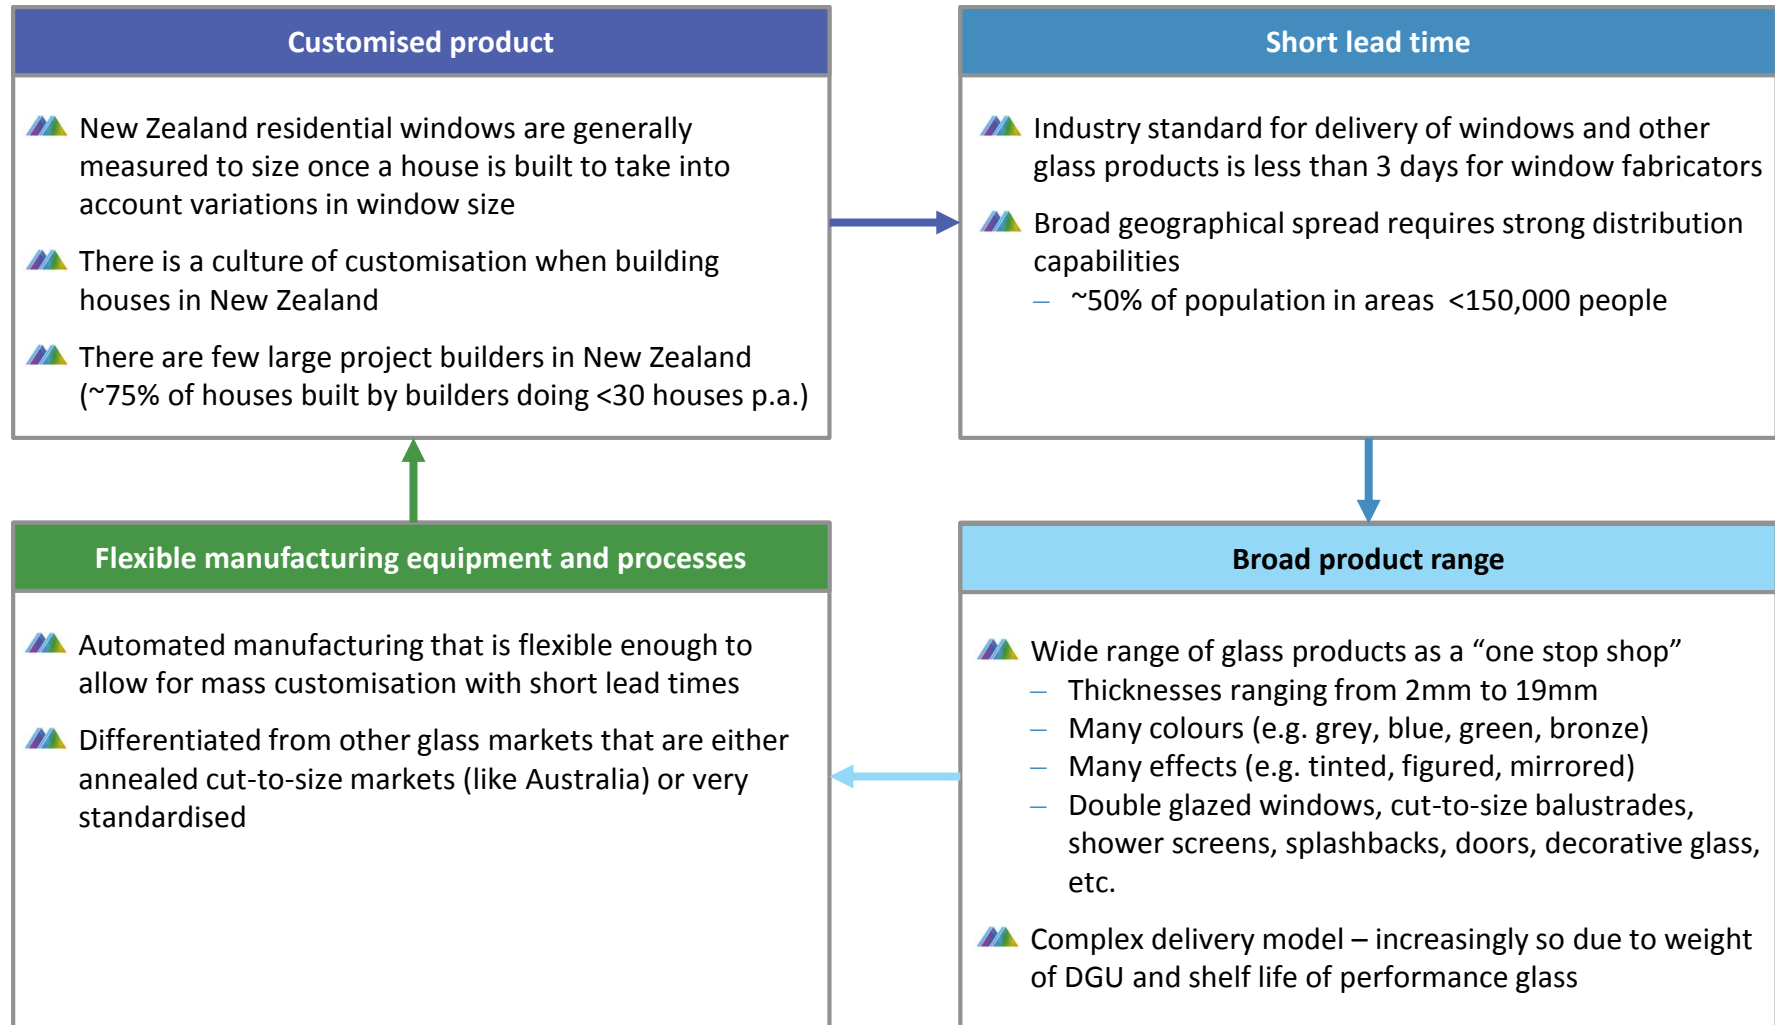 Customised product
New Zealand residential windows are generally
measured to size once a house is built to take into
account variations in window size
There is a culture of customisation when building
houses in New Zealand
There are few large project builders in New Zealand
(~75% of houses built by builders doing <30 houses p.a.)
Short lead time
Industry standard for delivery of windows and other
glass products is less than 3 days for window fabricators
Broad geographical spread requires strong distribution
capabilities
– ~50% of population in areas <150,000 people
Flexible manufacturing equipment and processes
Automated manufacturing that is flexible enough to
allow for mass customisation with short lead times
Differentiated from other glass markets that are either
annealed cut-to-size markets (like Australia) or very
standardised
Broad product range
Wide range of glass products as a “one stop shop”
– Thicknesses ranging from 2mm to 19mm
– Many colours (e.g. grey, blue, green, bronze)
– Many effects (e.g. tinted, figured, mirrored)
– Double glazed windows, cut-to-size balustrades,
shower screens, splashbacks, doors, decorative glass,
etc.
Complex delivery model – increasingly so due to weight
of DGU and shelf life of performance glass